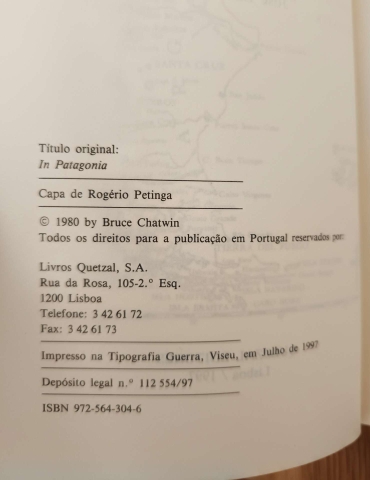 Título original:
In Patagonia
Capa de Rogério Petinga
© 1980 by Bruce Chatwin
Todos os direitos para a publicação em Portugal reservados por:
Livros Quetzal, S.A.
Rua da Rosa, 105-2.º Esq.
1200 Lisboa
Telefone: 3 42 61 72
Fax: 3 42 61 73
Impresso na Tipografia Guerra, Viseu, em Julho de 1997
Depósito legal n.º 112 554/97
ISBN 972-564-304-6